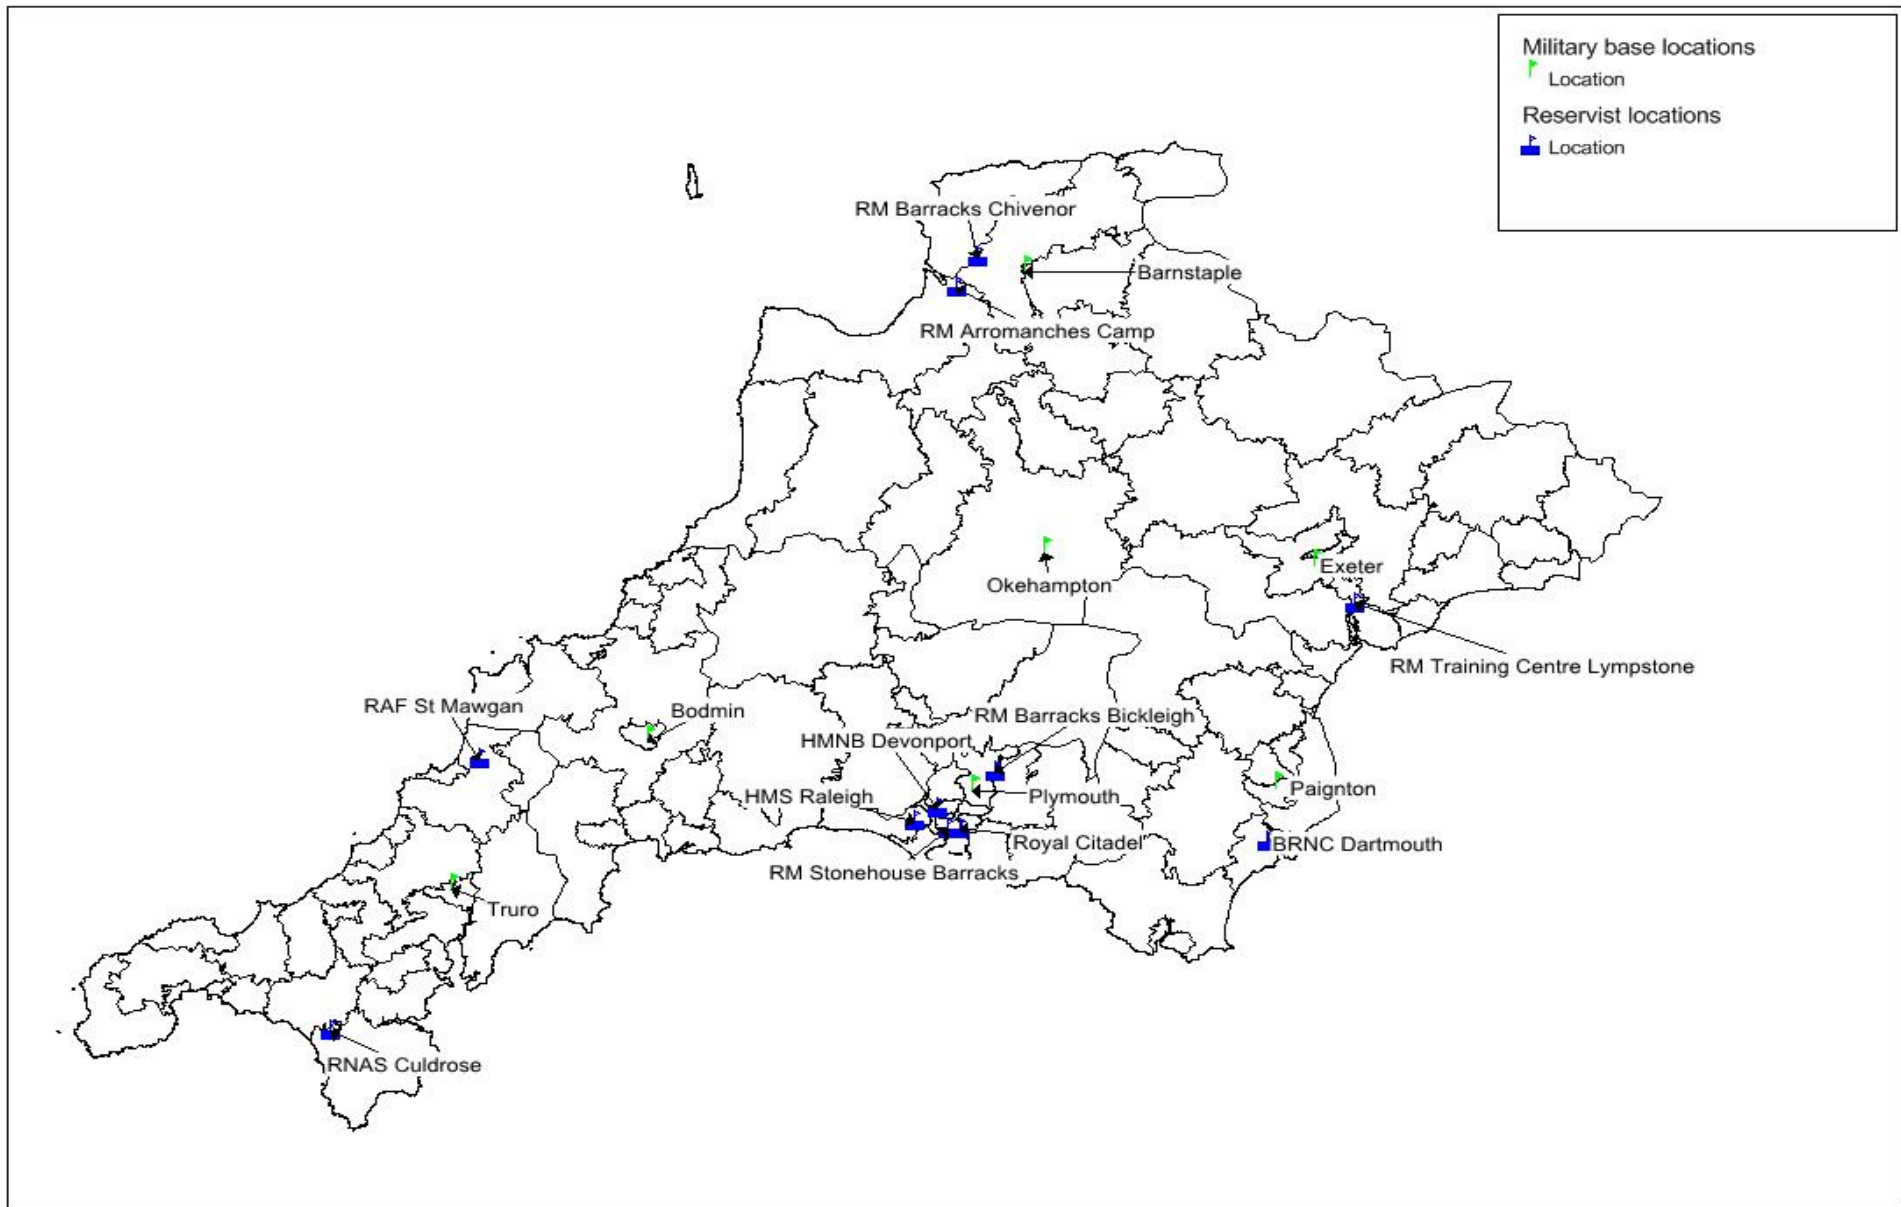 Military base locations
Location
Reservist locations
Location
RM Barracks Chivenor
Barnstaple
RM Arromanches Camp
Exeter
Okehampton
RM Training Centre Lympstone
RAF St Mawgan
Bodmin
RM Barracks Bickleigh
HMNB Devonport
Paignton
HMS Raleigh
Plymouth
Royal Citadel
BRNC Dartmouth
RM Stonehouse Barracks
Truro
RNAS Culdrose